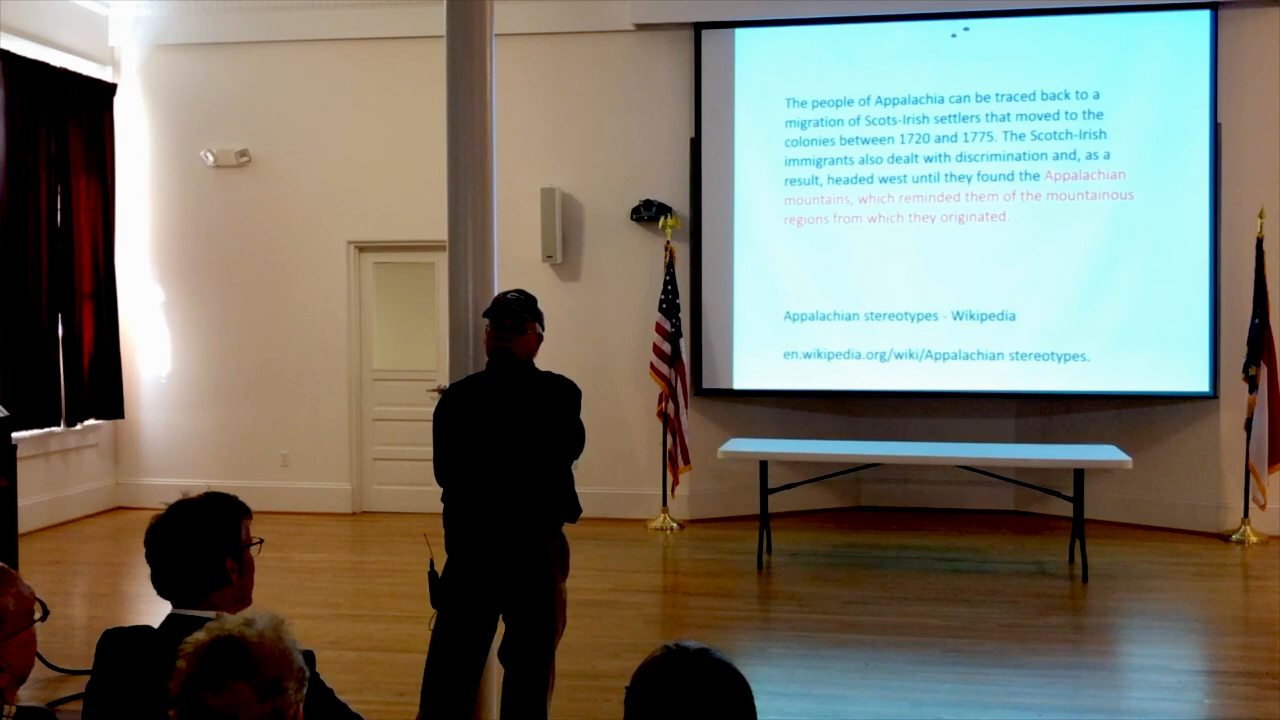 The people of Appalachia can be traced back to a
migration of Scots-Irish settlers that moved to the
colonies between 1720 and 1775. The Scotch-Irish
immigrants also dealt with discrimination and, as a
result, headed west until they found the Appalachian
mountains, which reminded them of the mountainous
regions from which they originated.
Appalachian stereotypes - Wikipedia
en.wikipedia.org/wiki/Appalachian stereotypes.